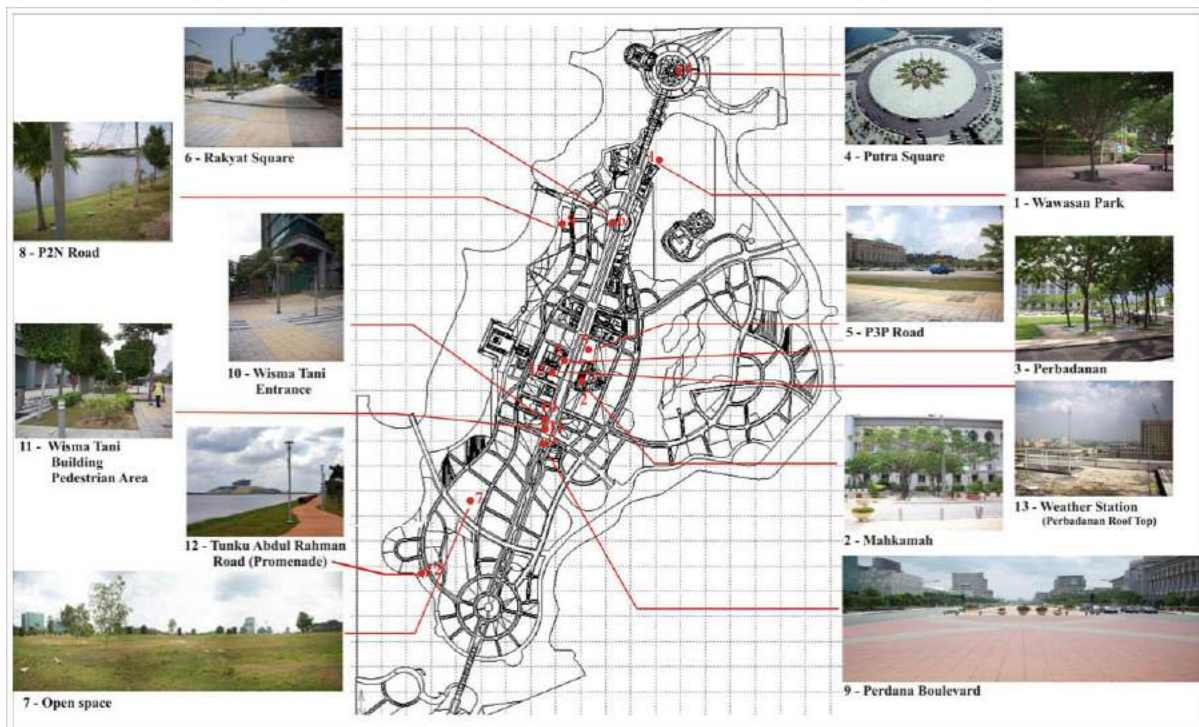 6 - Rakyat Square
4 - Putra Square
1 - Wawasan Park
8 - P2N Road
5 - P3P Road
10 - Wisma Tani
Entrance
3 - Perbadanan
11 - Wisma Tani
Building
Pedestrian Area
13 - Weather Station
(Perbadanan Roof Top)
12 - Tunku Abdul Rahman
Road (Promenade)
2 - Mahkamah
7 - Open space
9 - Perdana Boulevard
7
2